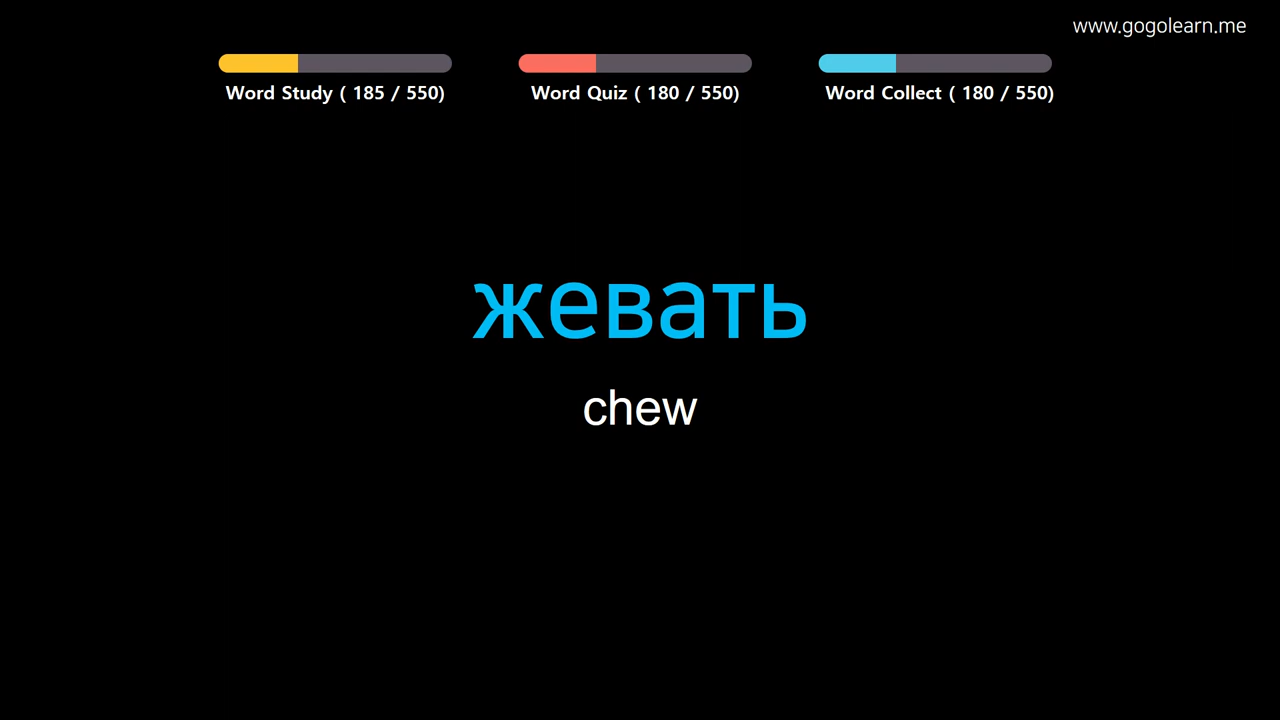 www.gogolearn.me
Word Study ( 185 / 550)
Word Quiz ( 180 / 550)
Word Collect ( 180 / 550)
жевать
chew